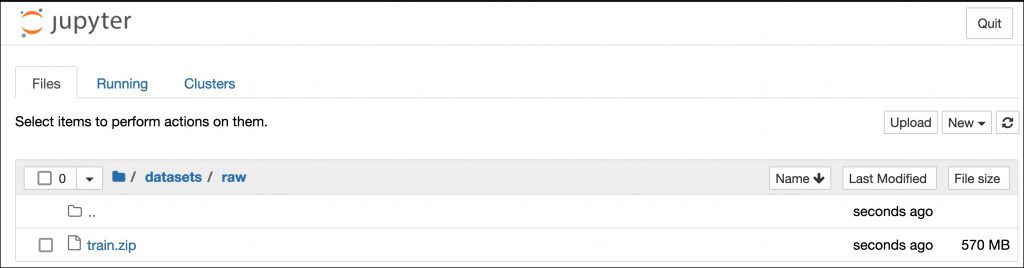 jupyter
Quit
Files Running Clusters
Select items to perform actions on them.
Upload New
0 / datasets / raw Name Last Modified File size
.. seconds ago
train.zip seconds ago 570 MB